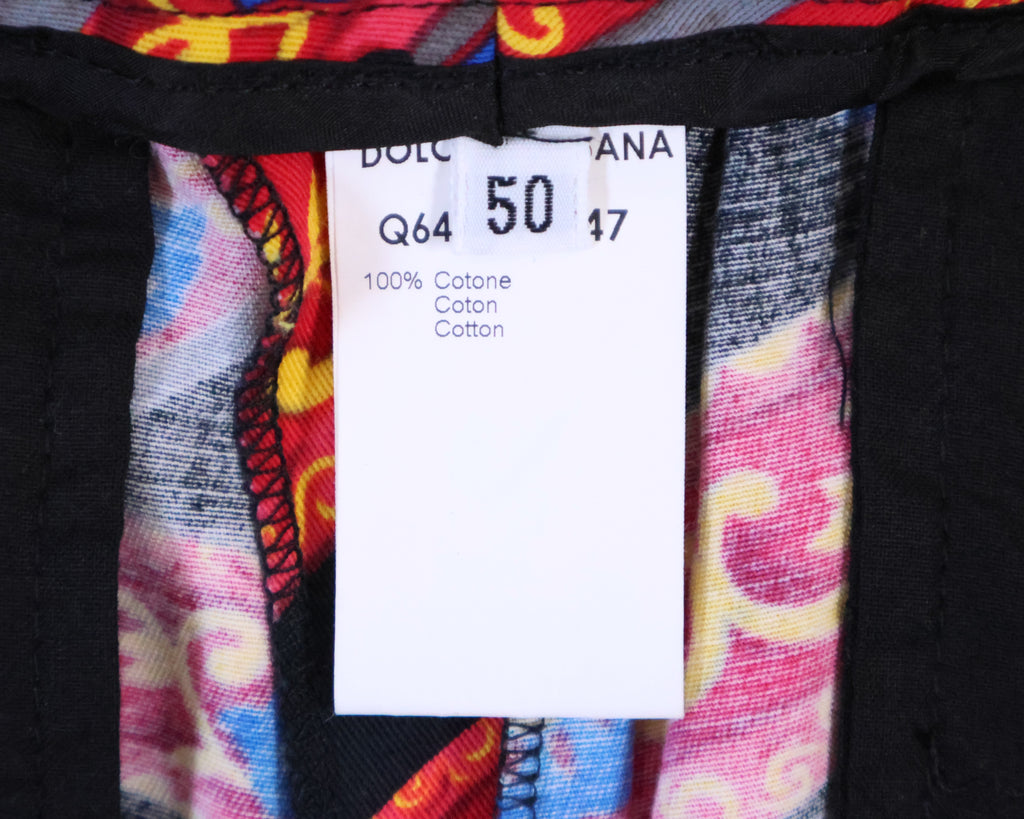 DOLC ANA
50
Q64 47
100% Cotone
Coton
Cotton